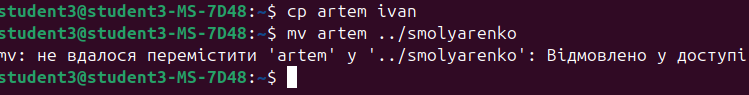 student3@student3-MS-7D48:~$ cp artem ivan
student3@student3-MS-7D48:~$ mv artem ../smolyarenko
mv: не вдалося перемістити 'artem' у '../smolyarenko': Відмовлено у доступі
student3@student3-MS-7D48:~$